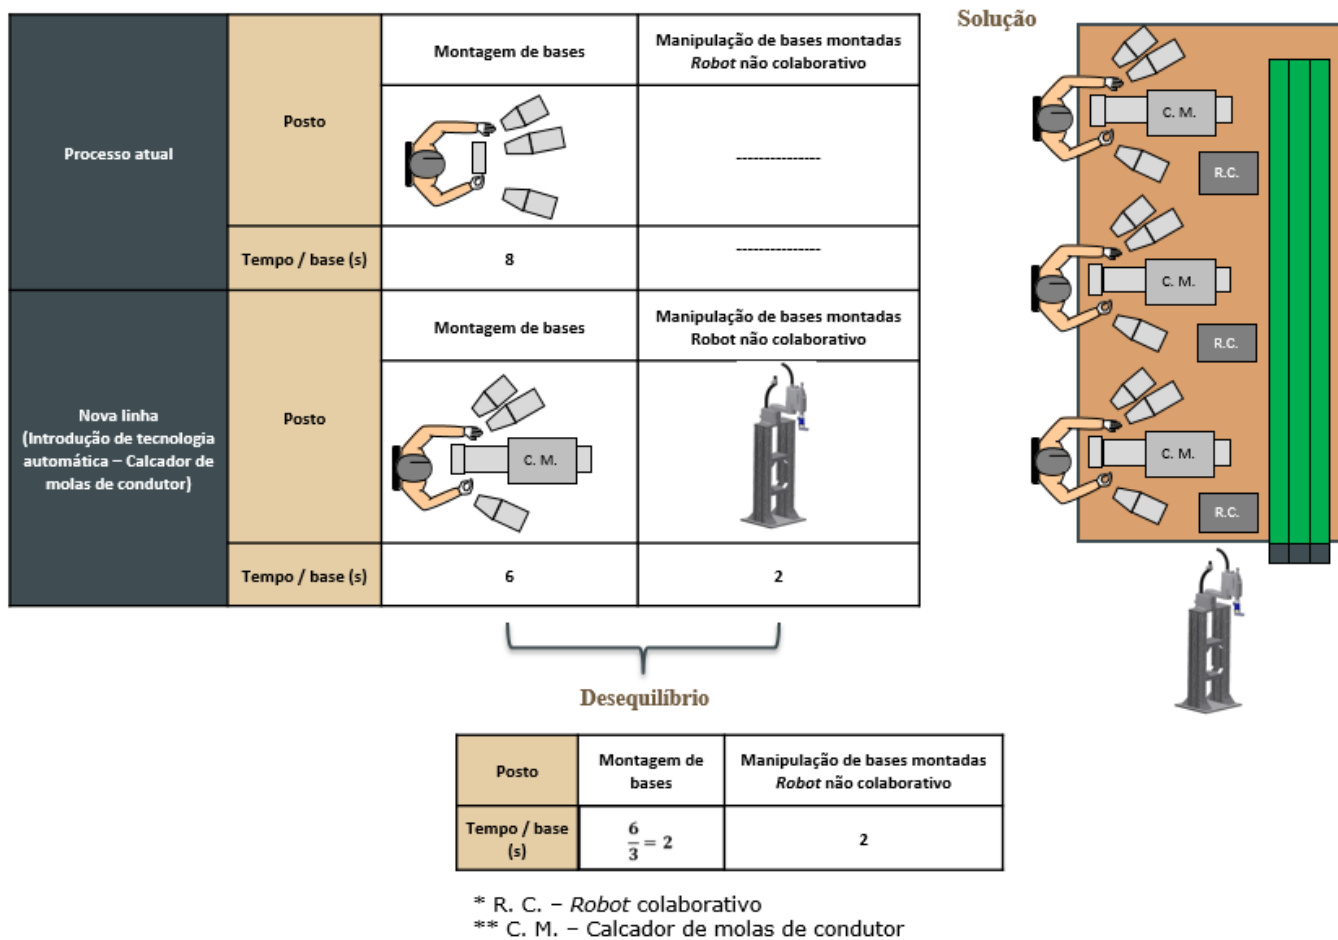 Solução
Montagem de bases
Manipulação de bases montadas
Robot não colaborativo
Processo atual
Posto
---------------
Tempo / base (s)
8
---------------
Montagem de bases
Manipulação de bases montadas
Robot não colaborativo
Nova linha
(Introdução de tecnologia
automática – Calcador de
molas de condutor)
Posto
C. M.
Tempo / base (s)
6
2
C. M.
R.C.
C. M.
R.C.
C. M.
R.C.
Desequilíbrio
Posto
Montagem de
bases
Manipulação de bases montadas
Robot não colaborativo
Tempo / base
(s)
6/3 = 2
2
* R. C. – Robot colaborativo
** C. M. – Calcador de molas de condutor